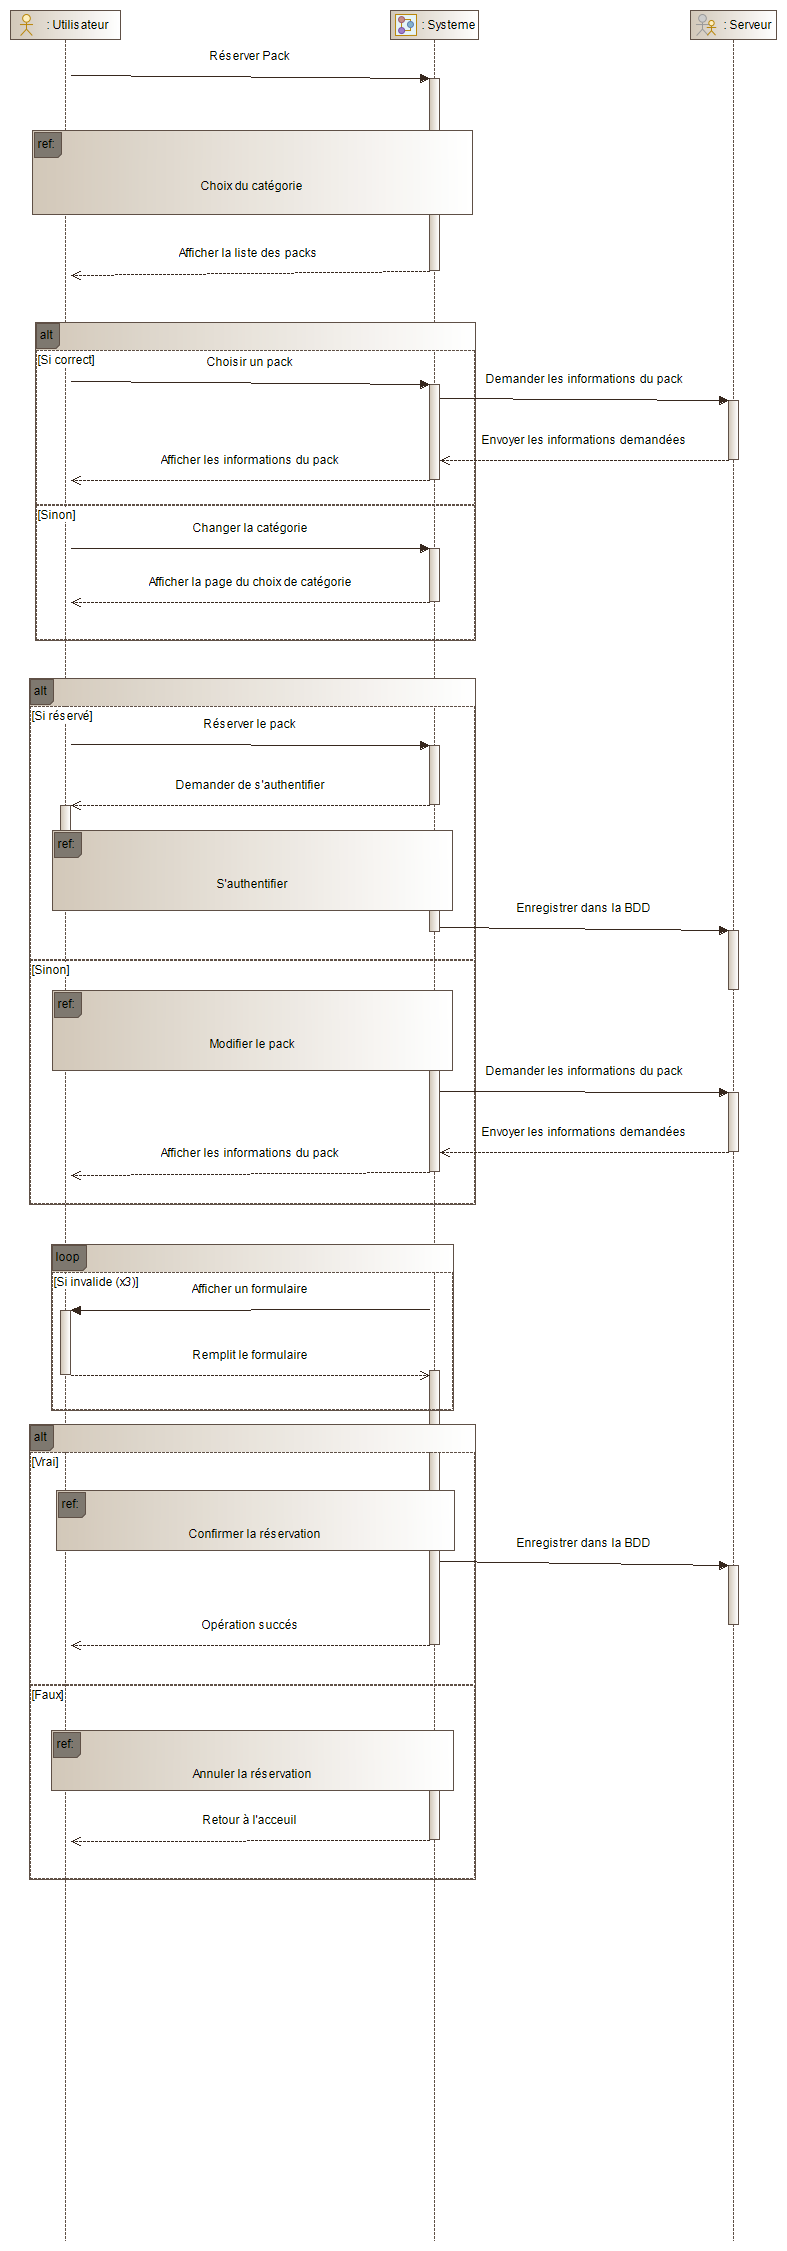 : Utilisateur
: Systeme
: Serveur
Réserver Pack
ref:
Choix du catégorie
Afficher la liste des packs
alt
[Si correct]
Choisir un pack
Demander les informations du pack
Envoyer les informations demandées
Afficher les informations du pack
[Sinon]
Changer la catégorie
Afficher la page du choix de catégorie
alt
[Si réservé]
Réserver le pack
Demander de s'authentifier
ref:
S'authentifier
Enregistrer dans la BDD
[Sinon]
ref:
Modifier le pack
Demander les informations du pack
Envoyer les informations demandées
Afficher les informations du pack
loop
[Si invalide (x3)]
Afficher un formulaire
Remplit le formulaire
alt
[Vrai]
ref:
Confirmer la réservation
Enregistrer dans la BDD
Opération succés
[Faux]
ref:
Annuler la réservation
Retour à l'acceuil